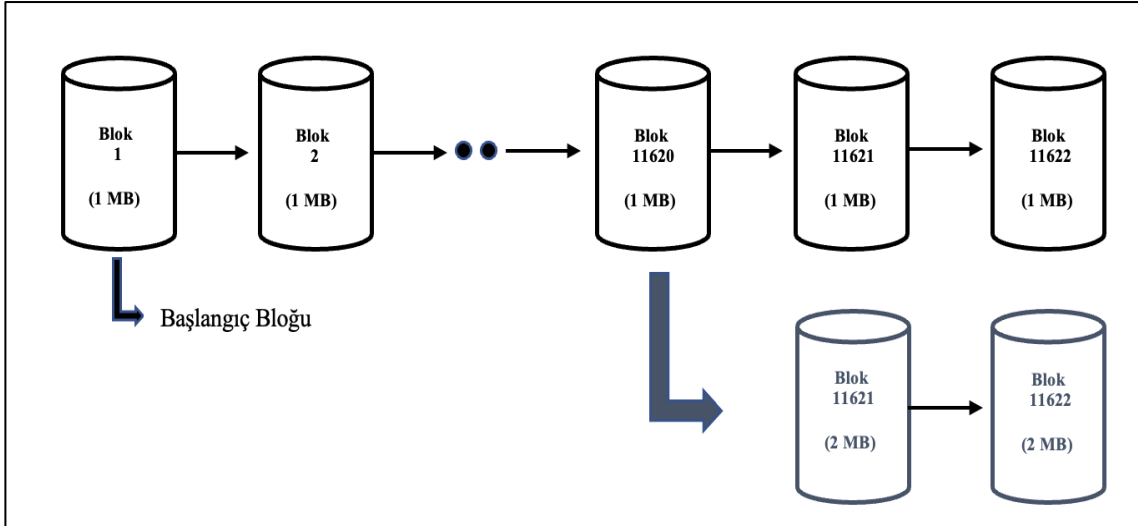 Blok
1
(1 MB)
Blok
2
(1 MB)
Blok
11620
(1 MB)
Blok
11621
(1 MB)
Blok
11622
(1 MB)
Başlangıç Bloğu
Blok
11621
(2 MB)
Blok
11622
(2 MB)